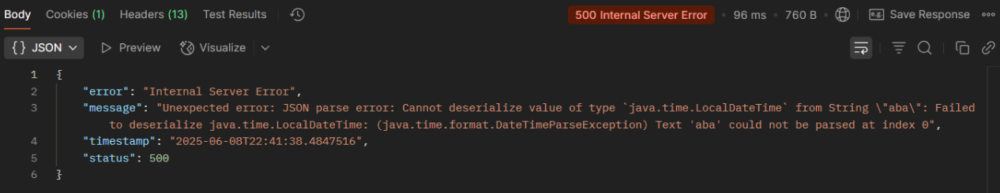 Body Cookies (1) Headers (13) Test Results 500 Internal Server Error • 96 ms • 760 B • e.g. Save Response
{} JSON Preview Visualize
1 {
2 "error": "Internal Server Error",
3 "message": "Unexpected error: JSON parse error: Cannot deserialize value of type `java.time.LocalDateTime` from String \"aba\": Failed
to deserialize java.time.LocalDateTime: (java.time.format.DateTimeParseException) Text 'aba' could not be parsed at index 0",
4 "timestamp": "2025-06-08T22:41:38.4847516",
5 "status": 500
6 }